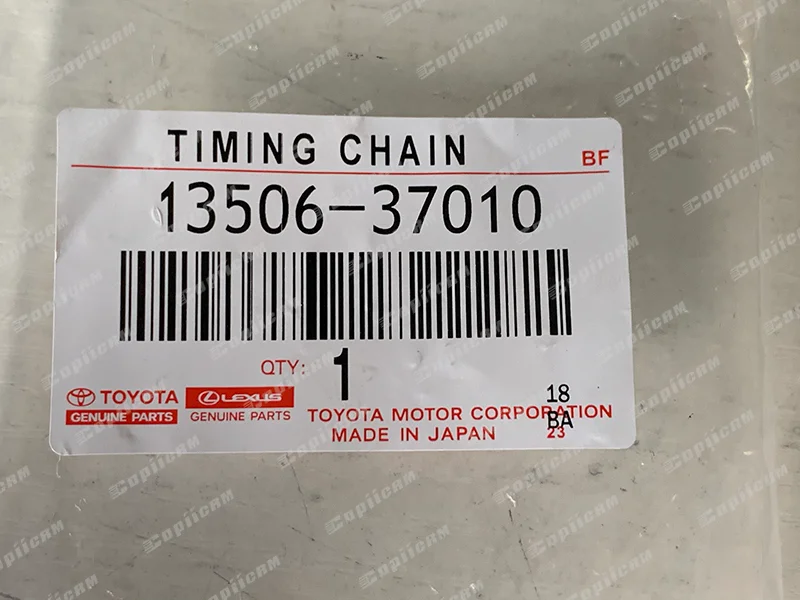 TIMING CHAIN
BF
13506-37010
QTY: 1
TOYOTA
GENUINE PARTS
LEXUS
GENUINE PARTS
18
BA
23
TOYOTA MOTOR CORPORATION
MADE IN JAPAN
Copiicam